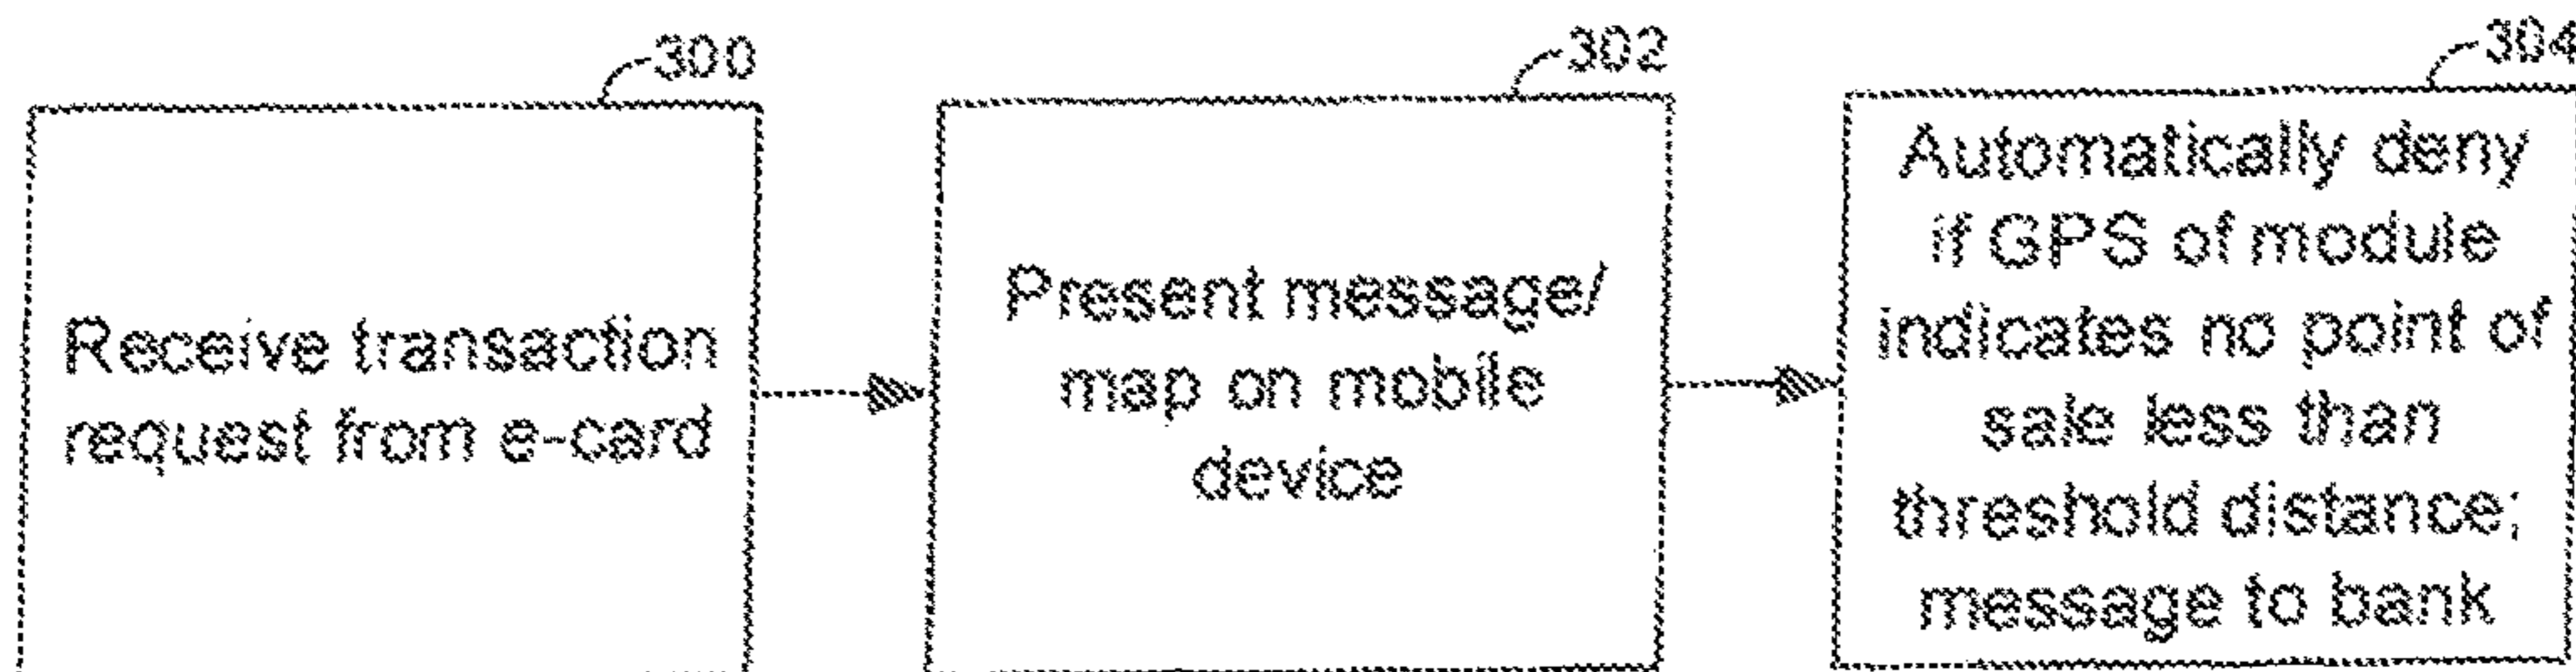 300
Receive transaction
request from e-card
302
Present message/
map on mobile
device
304
Automatically deny
if GPS of module
indicates no point of
sale less than
threshold distance;
message to bank